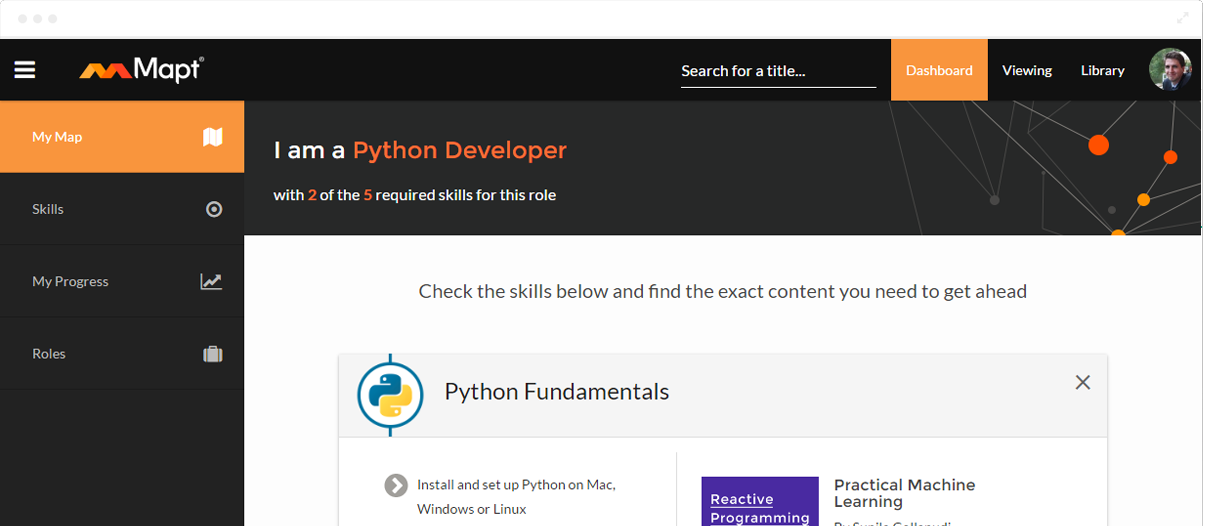 Mapt®
Search for a title...
Dashboard
Viewing
Library
My Map
Skills
My Progress
Roles
I am a Python Developer
with 2 of the 5 required skills for this role
Check the skills below and find the exact content you need to get ahead
Python Fundamentals
Install and set up Python on Mac,
Windows or Linux
Reactive
Programming
Practical Machine
Learning